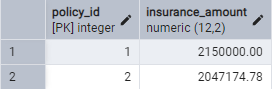 policy_id insurance_amount
[PK] integer numeric (12,2)
1 1 2150000.00
2 2 2047174.78